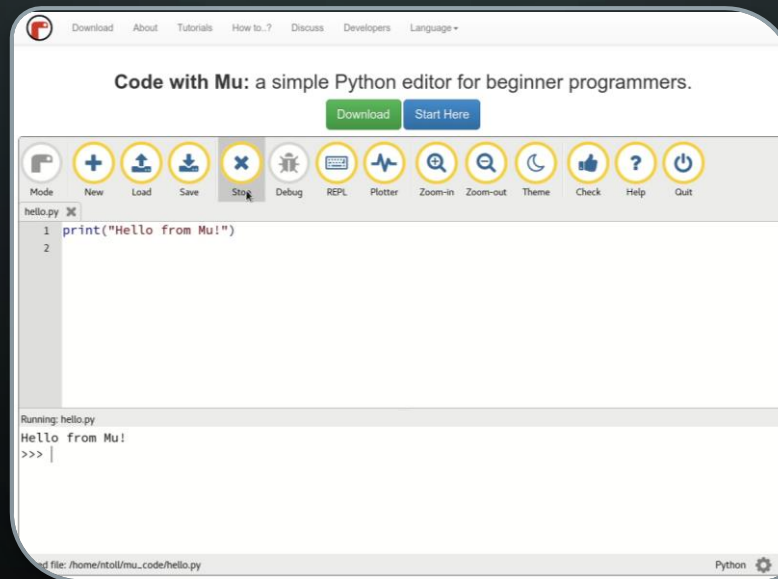 Download About Tutorials How to..? Discuss Developers Language
Code with Mu: a simple Python editor for beginner programmers.
Download Start Here
Mode New Load Save Stop Debug REPL Plotter Zoom-in Zoom-out Theme Check Help Quit
hello.py
1 print("Hello from Mu!")
2
Running: hello.py
Hello from Mu!
>>>
file: /home/ntoll/mu_code/hello.py Python